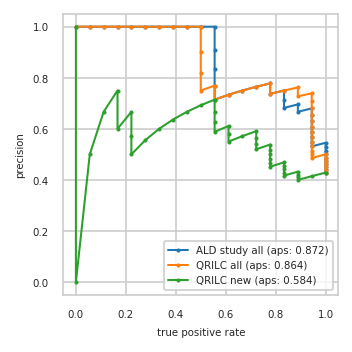 1.0
0.8
0.6
0.4
0.2
0.0
precision
ALD study all (aps: 0.872)
QRILC all (aps: 0.864)
QRILC new (aps: 0.584)
0.0 0.2 0.4 0.6 0.8 1.0
true positive rate